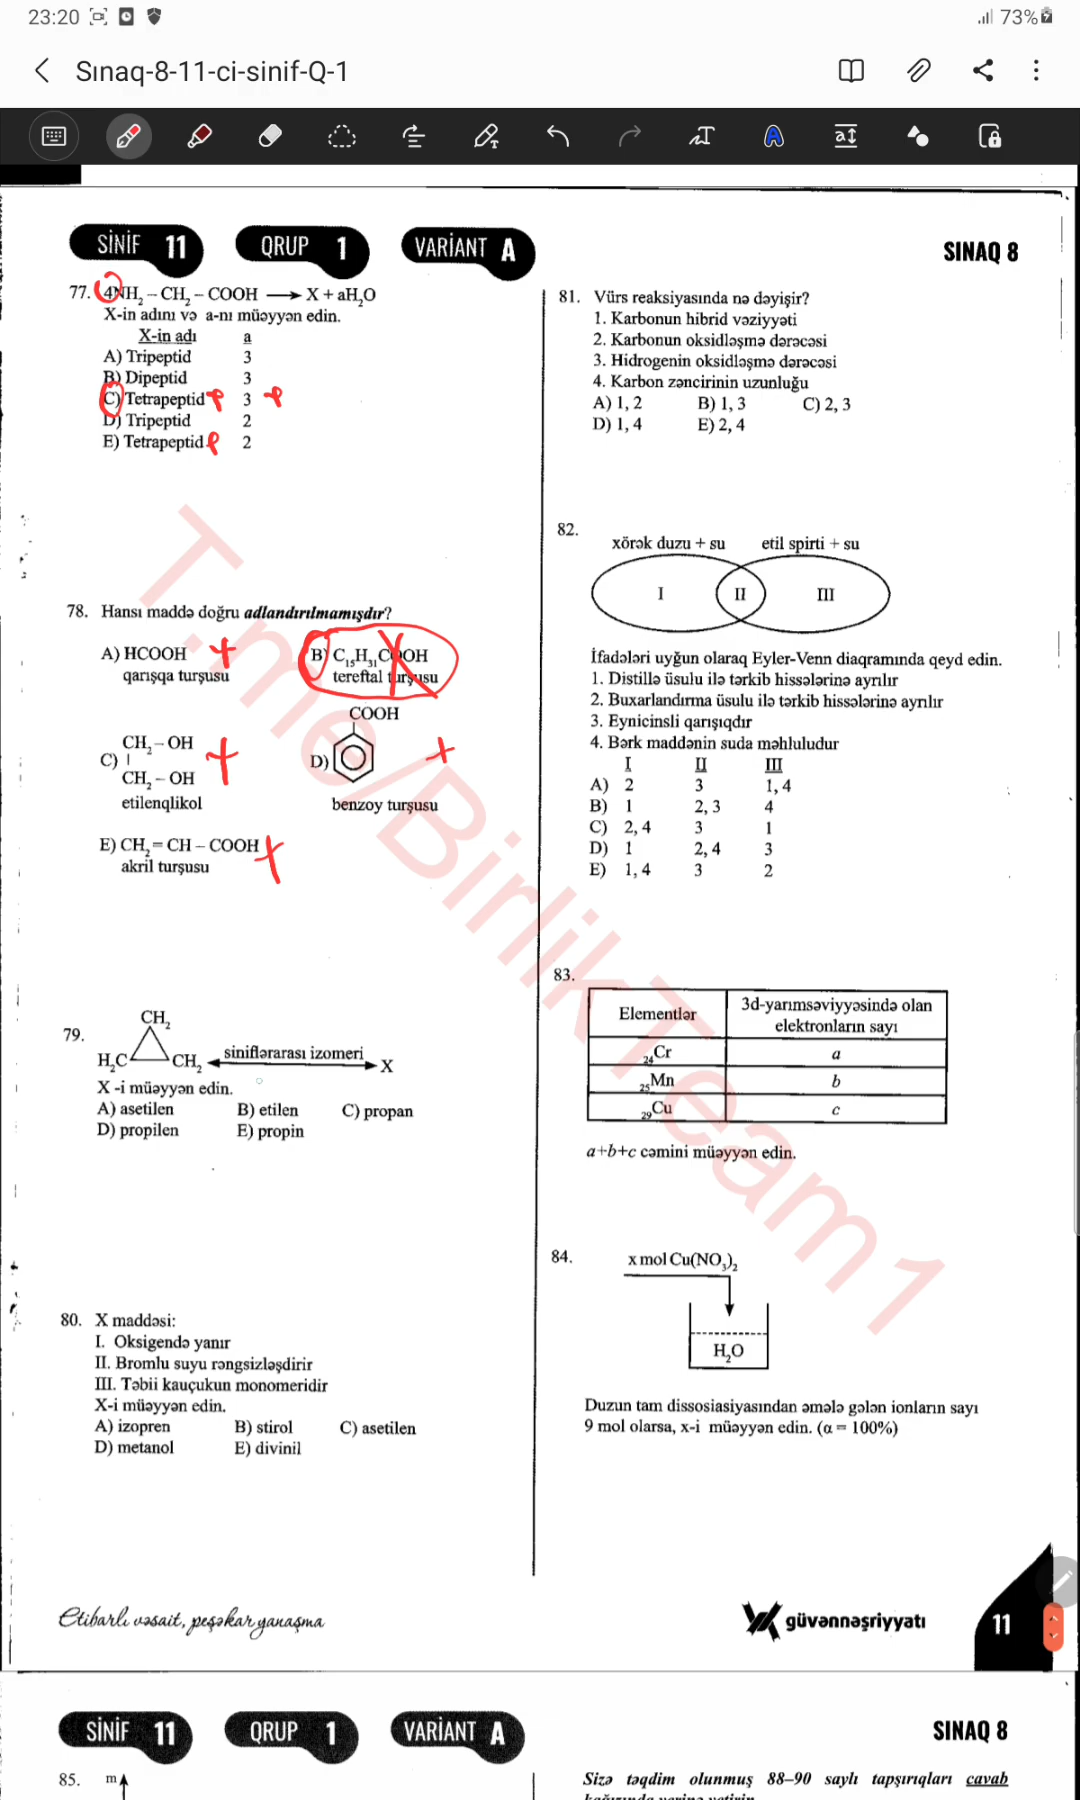 23:20
73%
Sınaq-8-11-ci-sinif-Q-1
SİNİF 11 QRUP 1 VARİANT A SINAQ 8
77. 4NH₂ – CH₂ – COOH ⟶ X + aH₂O
X-in adını və a-nı müəyyən edin.
X-in adı a
A) Tripeptid 3
B) Dipeptid 3
C) Tetrapeptid 3
D) Tripeptid 2
E) Tetrapeptid 2
78. Hansı maddə doğru adlandırılmamışdır?
A) HCOOH
qarışqa turşusu
B) C₁₅H₃₁COOH
tereftal turşusu
C) CH₂ – OH
CH₂ – OH
etilenqlikol
D) COOH
benzoy turşusu
E) CH₂ = CH – COOH
akril turşusu
79. CH₂
H₂C CH₂ siniflərarası izomeri X
X -i müəyyən edin.
A) asetilen B) etilen C) propan
D) propilen E) propin
80. X maddəsi:
I. Oksigendə yanır
II. Bromlu suyu rəngsizləşdirir
III. Təbii kauçukun monomeridir
X-i müəyyən edin.
A) izopren B) stirol C) asetilen
D) metanol E) divinil
81. Vürs reaksiyasında nə dəyişir?
1. Karbonun hibrid vəziyyəti
2. Karbonun oksidləşmə dərəcəsi
3. Hidrogenin oksidləşmə dərəcəsi
4. Karbon zəncirinin uzunluğu
A) 1, 2 B) 1, 3 C) 2, 3
D) 1, 4 E) 2, 4
82.
xörək duzu + su etil spirti + su
I II III
İfadələri uyğun olaraq Eyler-Venn diaqramında qeyd edin.
1. Distillə üsulu ilə tərkib hissələrinə ayrılır
2. Buxarlandırma üsulu ilə tərkib hissələrinə ayrılır
3. Eynicinsli qarışıqdır
4. Bərk maddənin suda məhluludur
I II III
A) 2 3 1, 4
B) 1 2, 3 4
C) 2, 4 3 1
D) 1 2, 4 3
E) 1, 4 3 2
83.
Elementlər 3d-yarımsəviyyəsində olan elektronların sayı
₂₄Cr a
₂₅Mn b
₂₉Cu c
a+b+c cəmini müəyyən edin.
84. x mol Cu(NO₃)₂
H₂O
Duzun tam dissosiasiyasından əmələ gələn ionların sayı
9 mol olarsa, x-i müəyyən edin. (α = 100%)
T.me/BirlikTeam1
Etibarlı vəsait, peşəkar yanaşma
güvənnəşriyyatı
11
SİNİF 11 QRUP 1 VARİANT A SINAQ 8
85. m
Sizə təqdim olunmuş 88–90 saylı tapşırıqları cavab